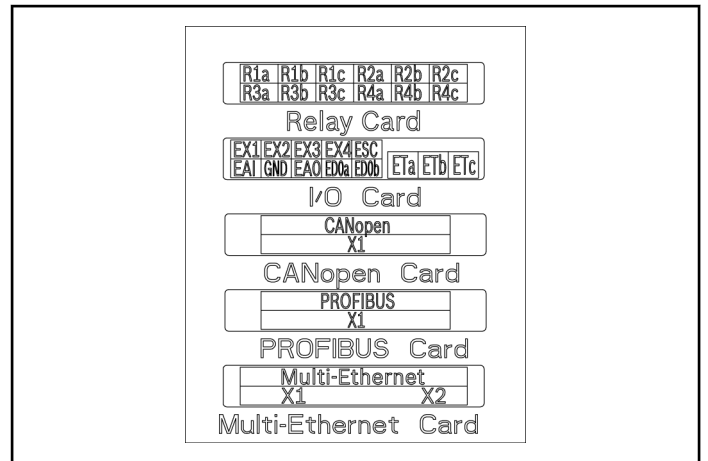 R1a R1b R1c R2a R2b R2c
R3a R3b R3c R4a R4b R4c
Relay Card
EX1 EX2 EX3 EX4 ESC
EAI GND EAO EDOa EDOb ETa ETb ETc
I/O Card
CANopen
X1
CANopen Card
PROFIBUS
X1
PROFIBUS Card
Multi-Ethernet
X1 X2
Multi-Ethernet Card